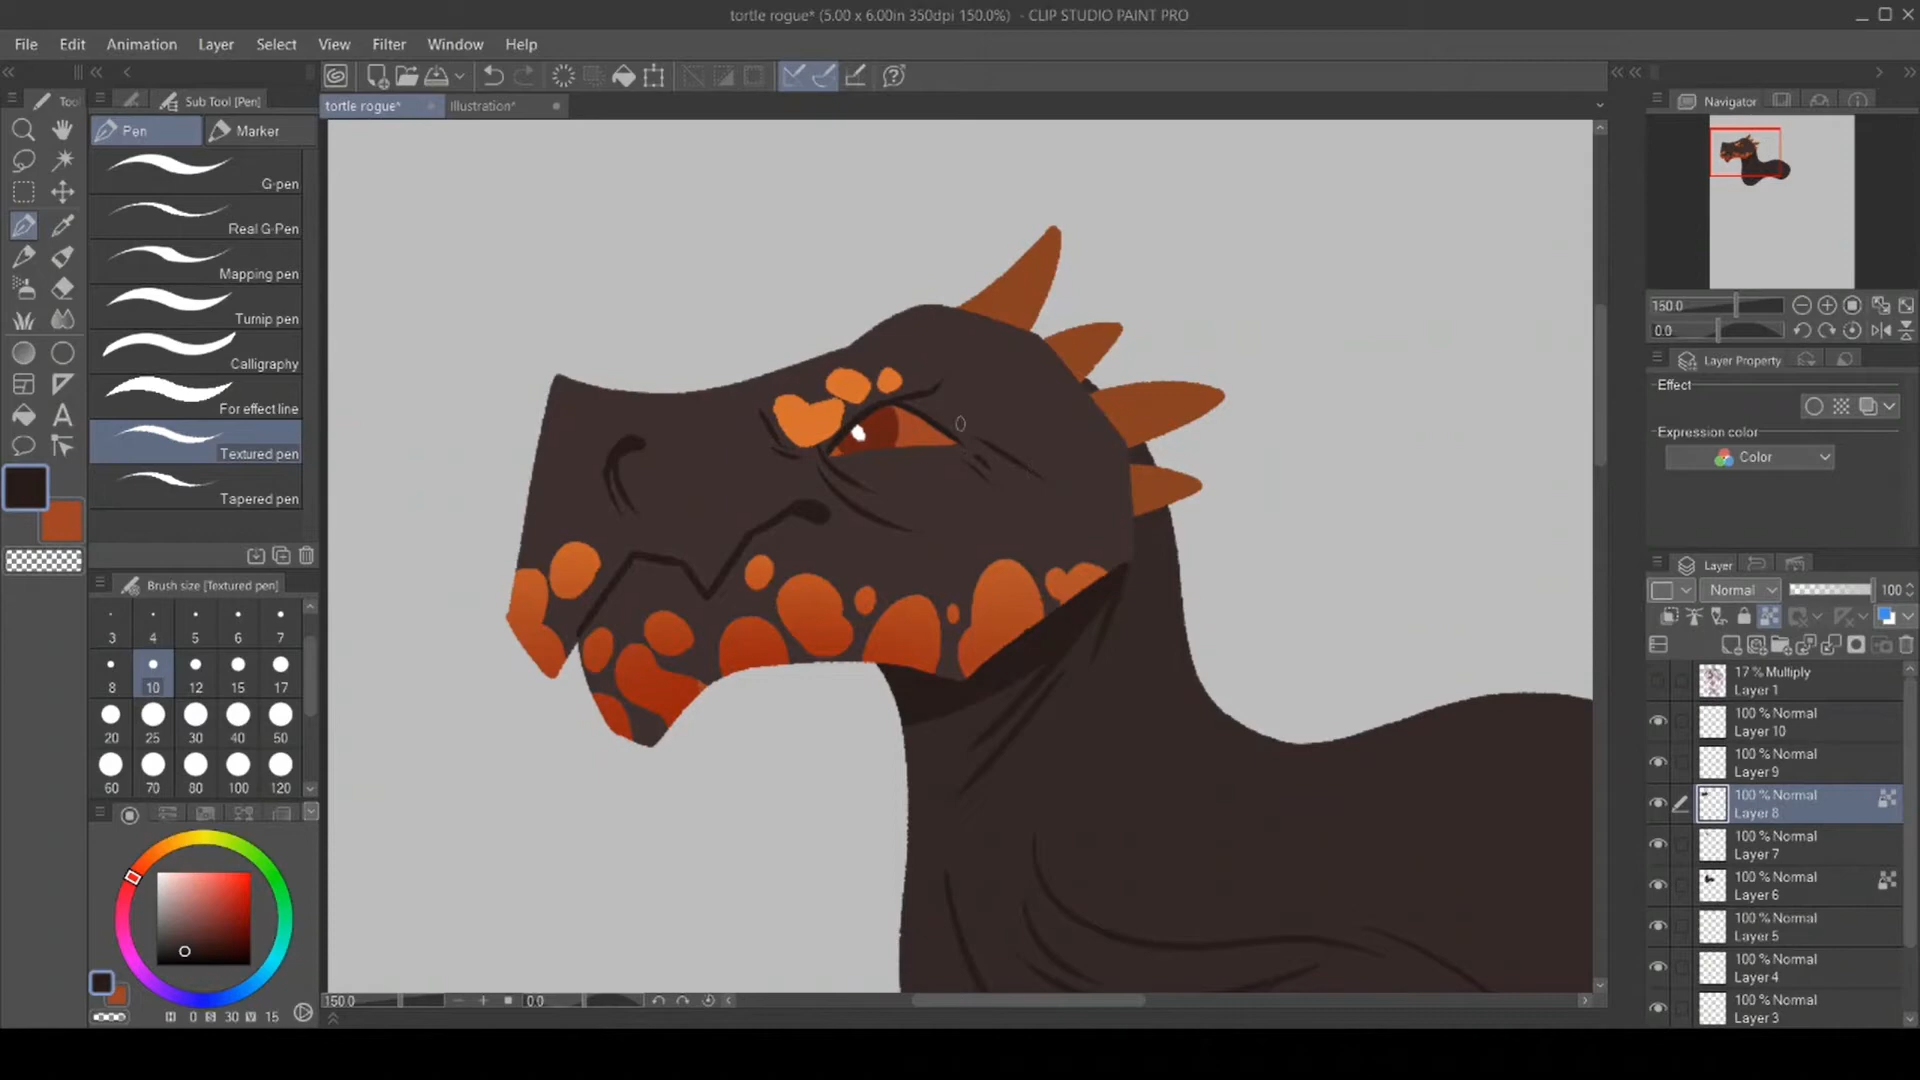 tortle rogue* (5.00 x 6.00in 350dpi 150.0%) - CLIP STUDIO PAINT PRO
File Edit Animation Layer Select View Filter Window Help
Too
Sub Tool [Pen]
tortle rogue*
Illustration*
Pen
Marker
G-pen
Real G-Pen
Mapping pen
Turnip pen
Calligraphy
For effect line
Textured pen
Tapered pen
Brush size [Textured pen]
3 4 5 6 7
8 10 12 15 17
20 25 30 40 50
60 70 80 100 120
H 0 S 30 V 15
150.0
0.0
Navigator
150.0
0.0
Layer Property
Effect
Expression color
Color
Layer
Normal
100
17 % Multiply
Layer 1
100 % Normal
Layer 10
100 % Normal
Layer 9
100 % Normal
Layer 8
100 % Normal
Layer 7
100 % Normal
Layer 6
100 % Normal
Layer 5
100 % Normal
Layer 4
100 % Normal
Layer 3